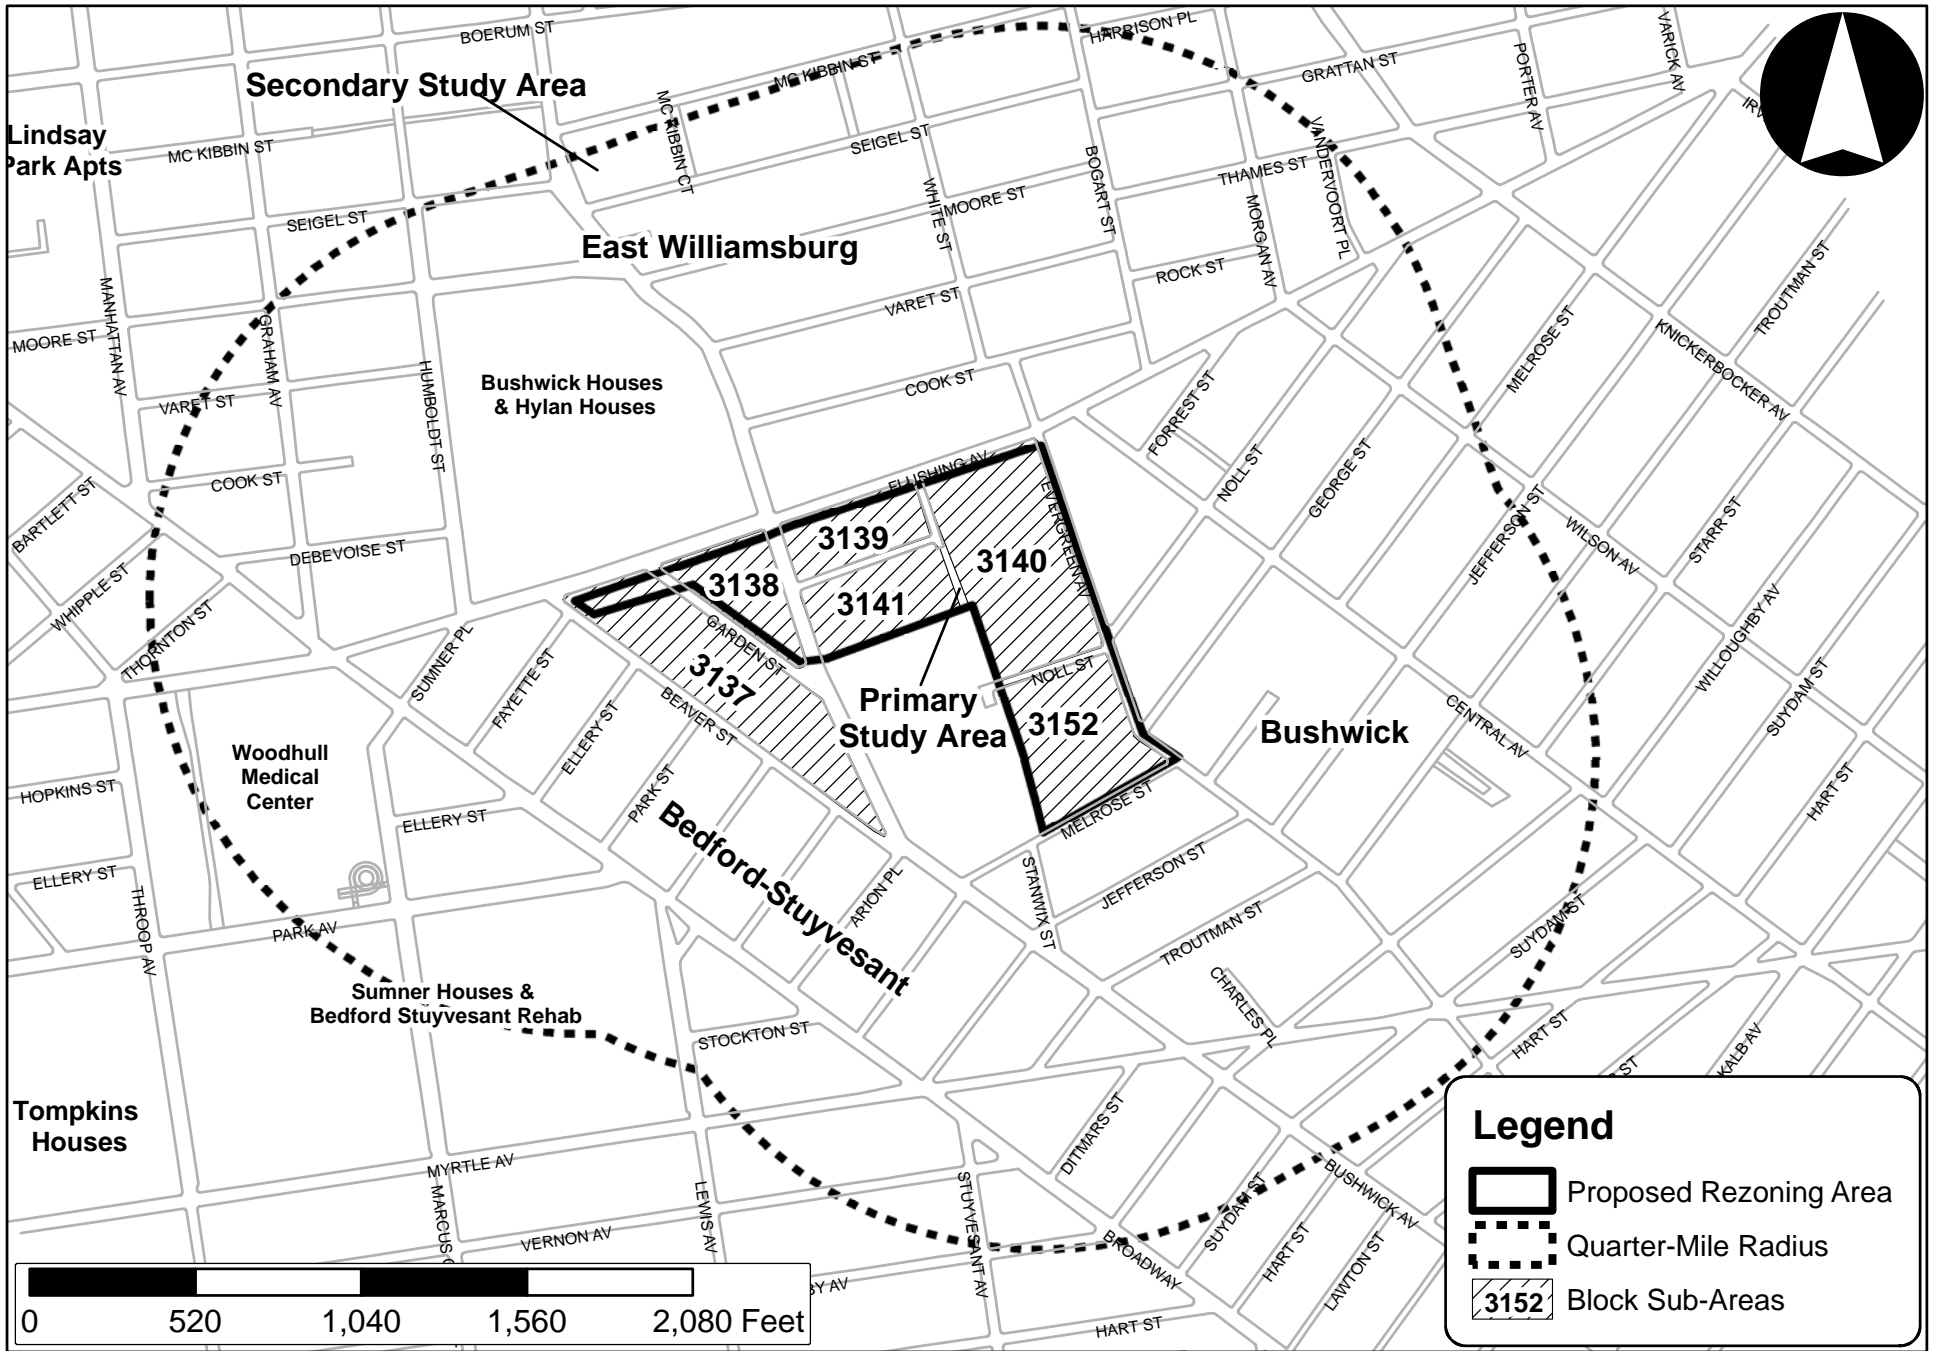 BOERUM ST
HARRISON PL
VARICK AV
PORTER AV
GRATTAN ST
MC KIBBIN ST
Secondary Study Area
Lindsay
Park Apts
MC KIBBIN ST
MC KIBBIN CT
SEIGEL ST
BOGART ST
VANDERVOORT PL
THAMES ST
WHITE ST
MOORE ST
MORGAN AV
SEIGEL ST
East Williamsburg
ROCK ST
TROUTMAN ST
MANHATTAN AV
MOORE ST
GRAHAM AV
VARET ST
MELROSE ST
KNICKERBOCKER AV
HUMBOLDT ST
Bushwick Houses
& Hylan Houses
COOK ST
FORREST ST
VARET ST
NOLL ST
GEORGE ST
FLUSHING AV
EVERGREEN AV
COOK ST
BARTLETT ST
JEFFERSON ST
WILSON AV
STARR ST
DEBEVOISE ST
3139
3140
3138
3141
WHIPPLE ST
THORNTON ST
SUMNER PL
FAYETTE ST
GARDEN ST
3137
NOLL ST
WILLOUGHBY AV
SUYDAM ST
Primary
Study Area
3152
Bushwick
CENTRAL AV
BEAVER ST
ELLERY ST
PARK ST
Woodhull
Medical
Center
HOPKINS ST
HART ST
ELLERY ST
MELROSE ST
Bedford-Stuyvesant
ELLERY ST
THROOP AV
ARION PL
STANWIX ST
JEFFERSON ST
TROUTMAN ST
SUYDAM ST
PARK AV
CHARLES PL
Sumner Houses &
Bedford Stuyvesant Rehab
STOCKTON ST
HART ST
KALB AV
ST
Tompkins
Houses
DITMARS ST
MYRTLE AV
MARCUS
LEWIS AV
STUYVESANT AV
VERNON AV
BROADWAY
SUYDAM ST
BUSHWICK AV
HART ST
LAWTON ST
BY AV
HART ST
Legend
Proposed Rezoning Area
Quarter-Mile Radius
3152 Block Sub-Areas
0 520 1,040 1,560 2,080 Feet